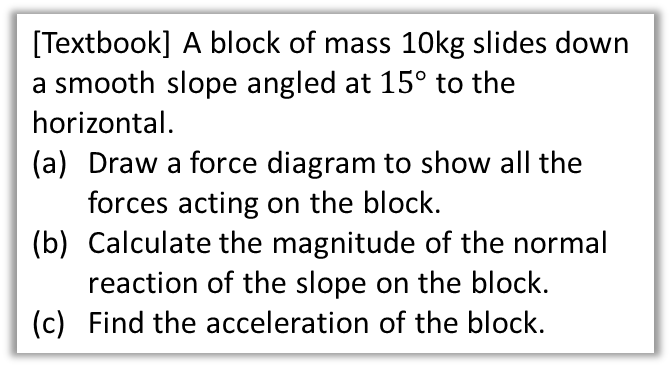 [Textbook] A block of mass 10kg slides down
a smooth slope angled at 15° to the
horizontal.
(a) Draw a force diagram to show all the
forces acting on the block.
(b) Calculate the magnitude of the normal
reaction of the slope on the block.
(c) Find the acceleration of the block.